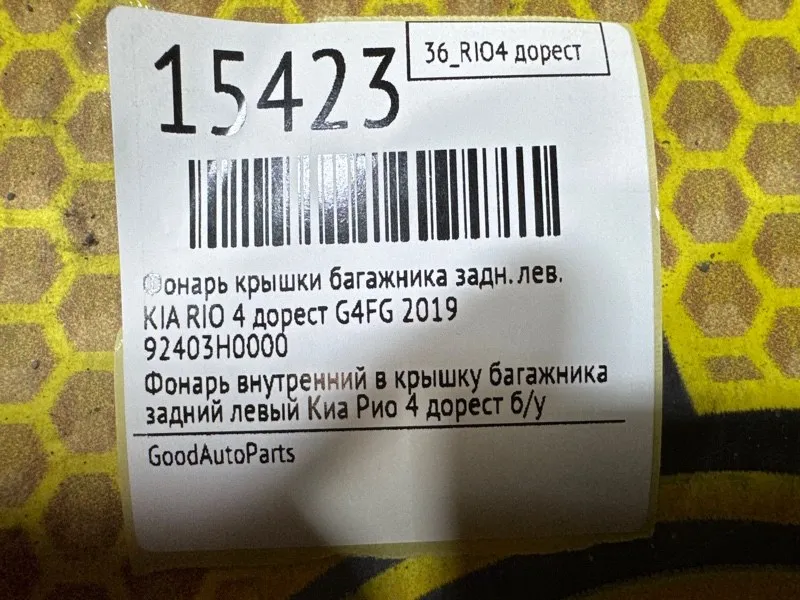 15423
36_RIO4 дорест
Фонарь крышки багажника задн. лев.
KIA RIO 4 дорест G4FG 2019
92403H0000
Фонарь внутренний в крышку багажника
задний левый Киа Рио 4 дорест б/у
GoodAutoParts